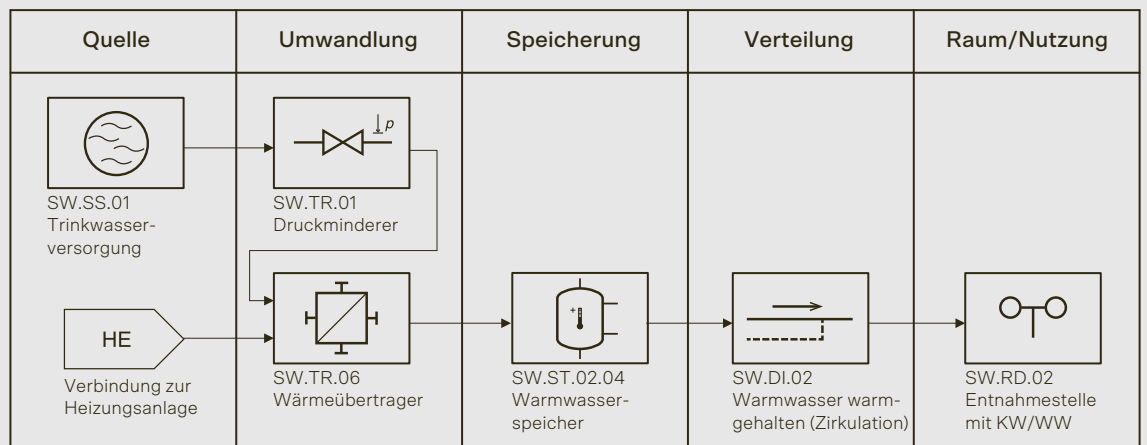 Quelle
Umwandlung
Speicherung
Verteilung
Raum/Nutzung
SW.SS.01
Trinkwasser-
versorgung
p
SW.TR.01
Druckminderer
HE
Verbindung zur
Heizungsanlage
SW.TR.06
Wärmeübertrager
+
SW.ST.02.04
Warmwasser-
speicher
SW.DI.02
Warmwasser warm-
gehalten (Zirkulation)
SW.RD.02
Entnahmestelle
mit KW/WW